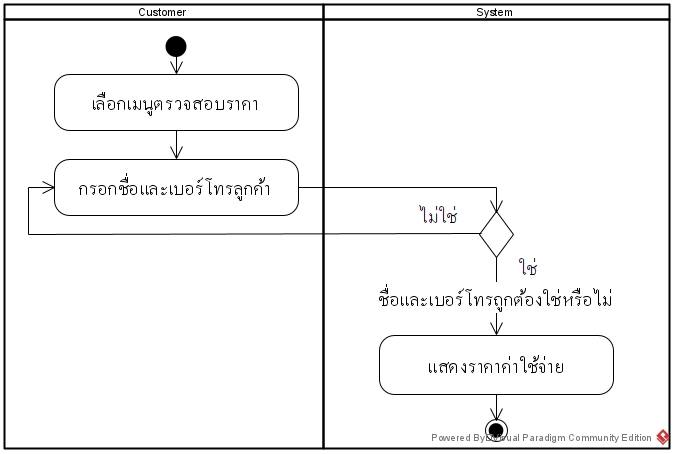 Customer
System
เลือกเมนูตรวจสอบราคา
กรอกชื่อและเบอร์โทรลูกค้า
ไม่ใช่
ใช่
ชื่อและเบอร์โทรถูกต้องใช่หรือไม่
แสดงราคาค่าใช้จ่าย
Powered By Visual Paradigm Community Edition